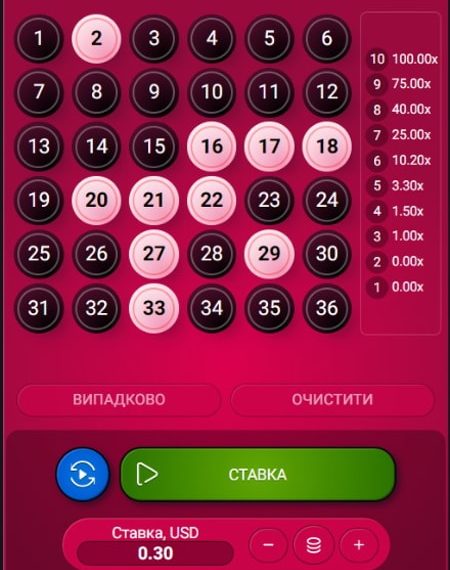 1 2 3 4 5 6
7 8 9 10 11 12
13 14 15 16 17 18
19 20 21 22 23 24
25 26 27 28 29 30
31 32 33 34 35 36
10 100.00x
9 75.00x
8 40.00x
7 25.00x
6 10.20x
5 3.30x
4 1.50x
3 1.00x
2 0.00x
1 0.00x
ВИПАДКОВО ОЧИСТИТИ
СТАВКА
Ставка, USD
0.30
− +